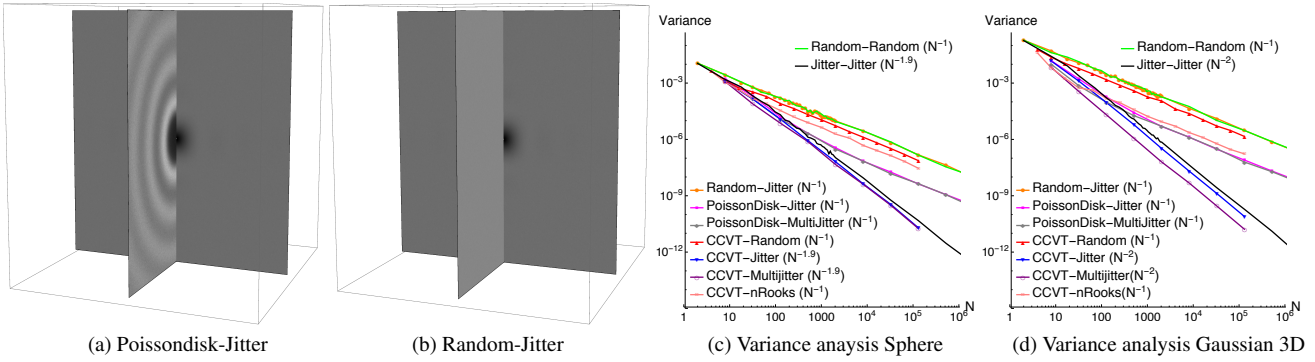 Variance
Random−Random (N−1)
Jitter−Jitter (N−1.9)
10−3
10−6
10−9
10−12
Random−Jitter (N−1)
PoissonDisk−Jitter (N−1)
PoissonDisk−MultiJitter (N−1)
CCVT−Random (N−1)
CCVT−Jitter (N−1.9)
CCVT−Multijitter (N−1.9)
CCVT−nRooks (N−1)
N
1 10 100 1000 10⁴ 10⁵ 10⁶
Variance
Random−Random (N−1)
Jitter−Jitter (N−2)
10−3
10−6
10−9
10−12
Random−Jitter (N−1)
PoissonDisk−Jitter (N−1)
PoissonDisk−MultiJitter (N−1)
CCVT−Random (N−1)
CCVT−Jitter (N−2)
CCVT−Multijitter(N−2)
CCVT−nRooks(N−1)
N
1 10 100 1000 10⁴ 10⁵ 10⁶
(a) Poissondisk-Jitter
(b) Random-Jitter
(c) Variance anaysis Sphere
(d) Variance analysis Gaussian 3D